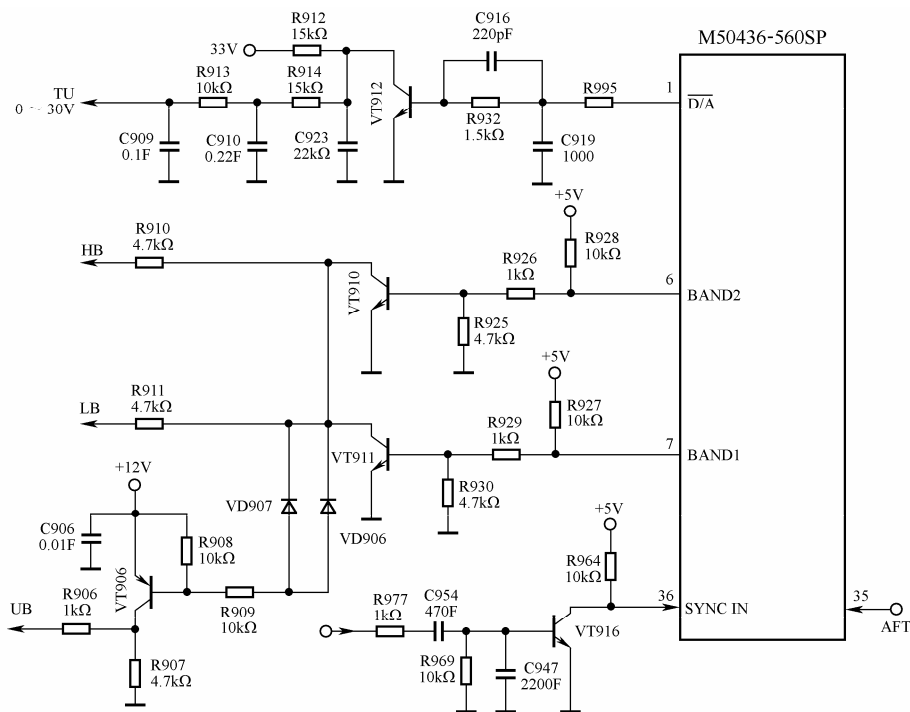 R912
15kΩ
33V
C916
220pF
M50436-560SP
R913
10kΩ
R914
15kΩ
VT912
R995
1
D/A
TU
0 - - 30V
R932
1.5kΩ
C909
0.1F
C910
0.22F
C923
22kΩ
C919
1000
+5V
R910
4.7kΩ
R928
10kΩ
HB
R926
1kΩ
6
BAND2
VT910
R925
4.7kΩ
+5V
R911
4.7kΩ
R927
10kΩ
LB
R929
1kΩ
7
BAND1
VT911
+12V
R930
4.7kΩ
VD907
VD906
+5V
C906
0.01F
R908
10kΩ
VT906
R964
10kΩ
R906
1kΩ
UB
R909
10kΩ
R977
1kΩ
C954
470F
36
SYNC IN
35
AFT
VT916
R907
4.7kΩ
R969
10kΩ
C947
2200F